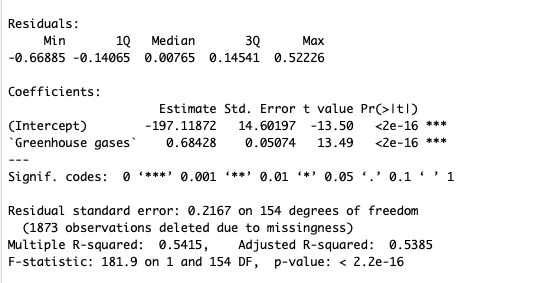 Residuals:
Min 1Q Median 3Q Max
-0.66885 -0.14065 0.00765 0.14541 0.52226
Coefficients:
Estimate Std. Error t value Pr(>|t|)
(Intercept) -197.11872 14.60197 -13.50 <2e-16 ***
`Greenhouse gases` 0.68428 0.05074 13.49 <2e-16 ***
---
Signif. codes: 0 ‘***’ 0.001 ‘**’ 0.01 ‘*’ 0.05 ‘.’ 0.1 ‘ ’ 1
Residual standard error: 0.2167 on 154 degrees of freedom
(1873 observations deleted due to missingness)
Multiple R-squared: 0.5415, Adjusted R-squared: 0.5385
F-statistic: 181.9 on 1 and 154 DF, p-value: < 2.2e-16